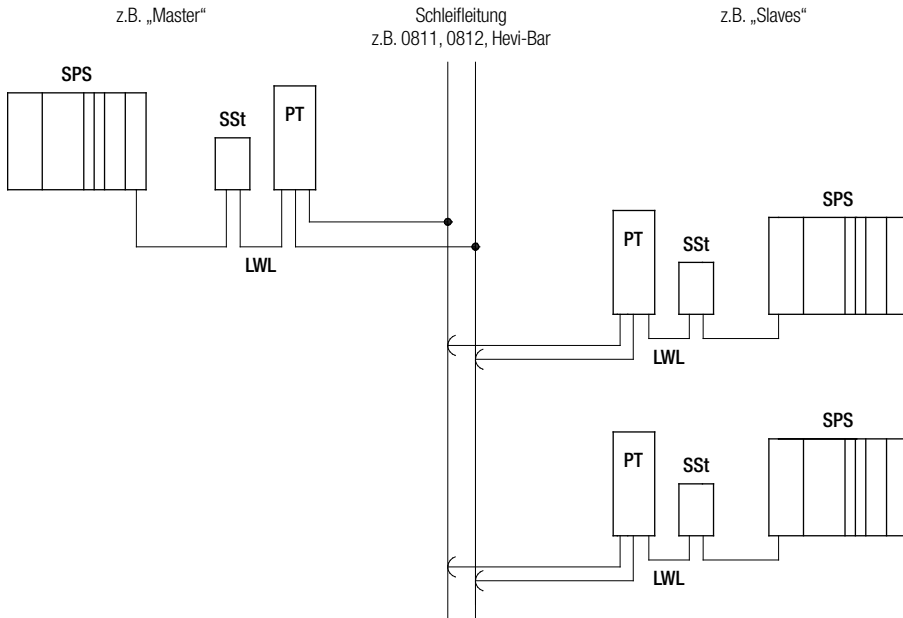 z.B. „Master“
Schleifleitung
z.B. 0811, 0812, Hevi-Bar
z.B. „Slaves“
SPS
SSt
PT
LWL
PT
SSt
SPS
LWL
PT
SSt
SPS
LWL